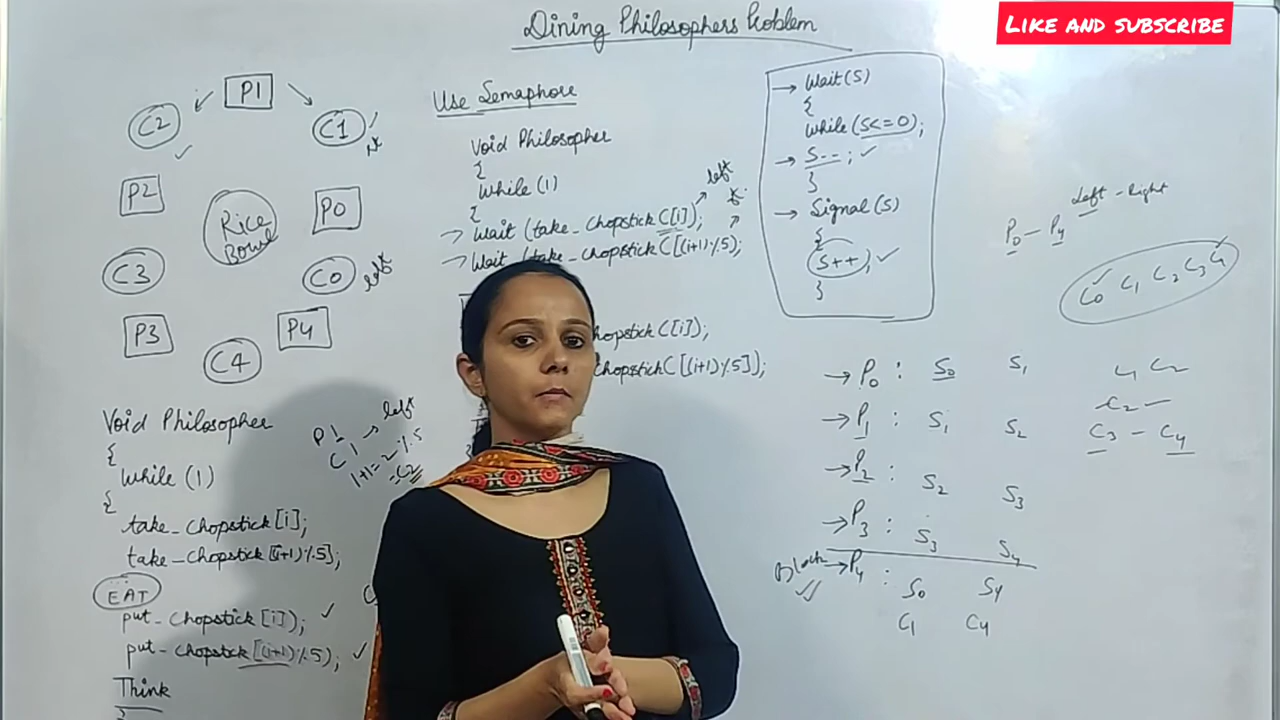 Dining Philosophers Problem
LIKE AND SUBSCRIBE
P1
C2
C1
P2
P0
Rice
Bowl
C3
C0 left
P3
P4
C4
Void Philosopher
{
while (1)
{
take_chopstick[i];
take_chopstick[(i+1)%5];
EAT
put_chopstick[i];
put_chopstick[(i+1)%5);
Think
P1
C1 → left
1+1=2%5
=C2
Use Semaphore
Void Philosopher
{
while (1)
{
→ Wait (take_chopstick C[i]);
→ Wait (take_chopstick C[(i+1)%5);
left
hopstick C[i]);
chopstick C[(i+1)%5]);
→ Wait(S)
{
while (S<=0);
→ S--;
}
→ Signal(S)
{
S++;
}
Left - Right
P0 - P4
C0 C1 C2 C3 C4
→ P0 : S0 S1
→ P1 : S1 S2
→ P2 : S2 S3
→ P3 : S3 S4
Block → P4 : S0 S4
C4
C2
C2 -
C3 - C4